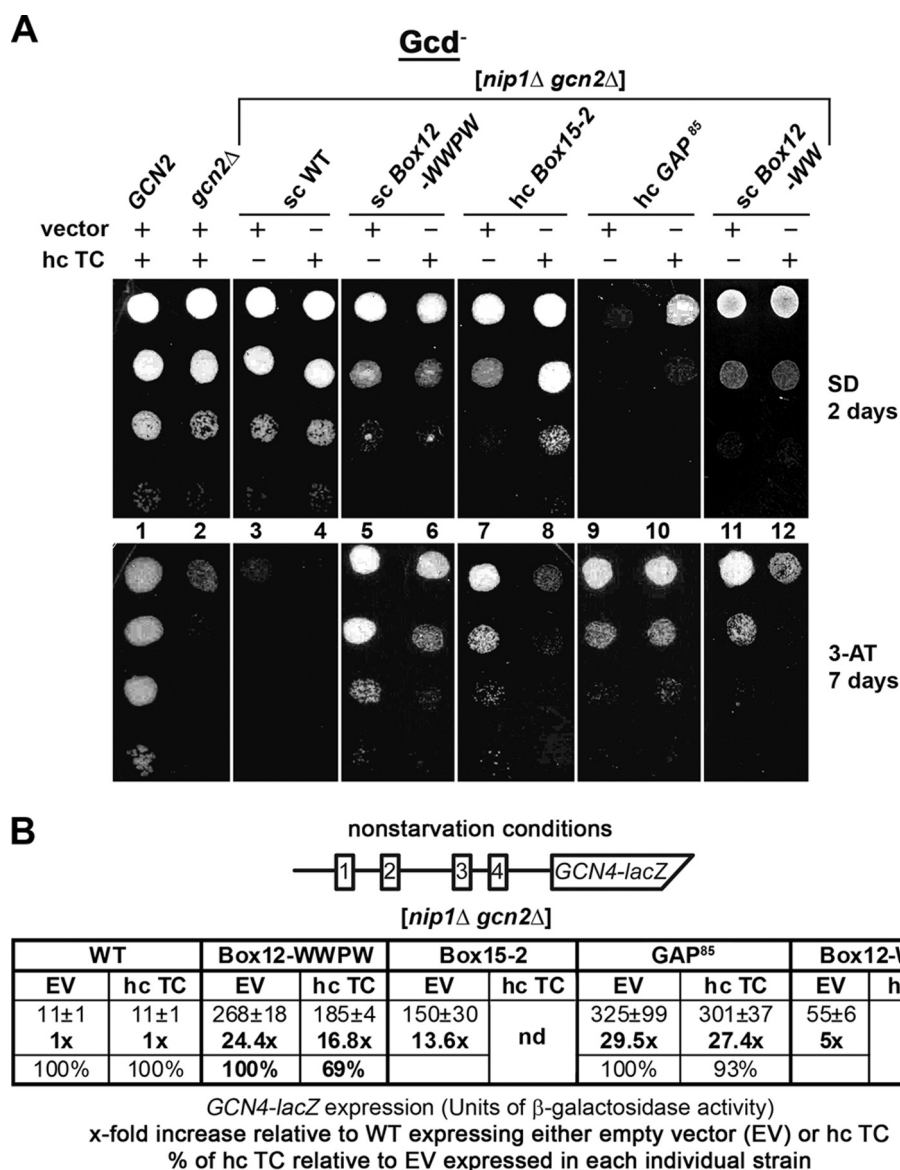 A
Gcd-
[nip1Δ gcn2Δ]
GCN2 gcn2Δ sc WT sc Box12-WWPW hc Box15-2 hc GAP85 sc Box12-WW
vector + + + − + − + − + − + −
hc TC + + − + − + − + − + − +
SD
2 days
1 2 3 4 5 6 7 8 9 10 11 12
3-AT
7 days
B
nonstarvation conditions
1 2 3 4 GCN4-lacZ
[nip1Δ gcn2Δ]
WT Box12-WWPW Box15-2 GAP85 Box12-W
EV hc TC EV hc TC EV hc TC EV hc TC EV h
11±1 11±1 268±18 185±4 150±30 nd 325±99 301±37 55±6
1x 1x 24.4x 16.8x 13.6x 29.5x 27.4x 5x
100% 100% 100% 69% 100% 93%
GCN4-lacZ expression (Units of β-galactosidase activity)
x-fold increase relative to WT expressing either empty vector (EV) or hc TC
% of hc TC relative to EV expressed in each individual strain